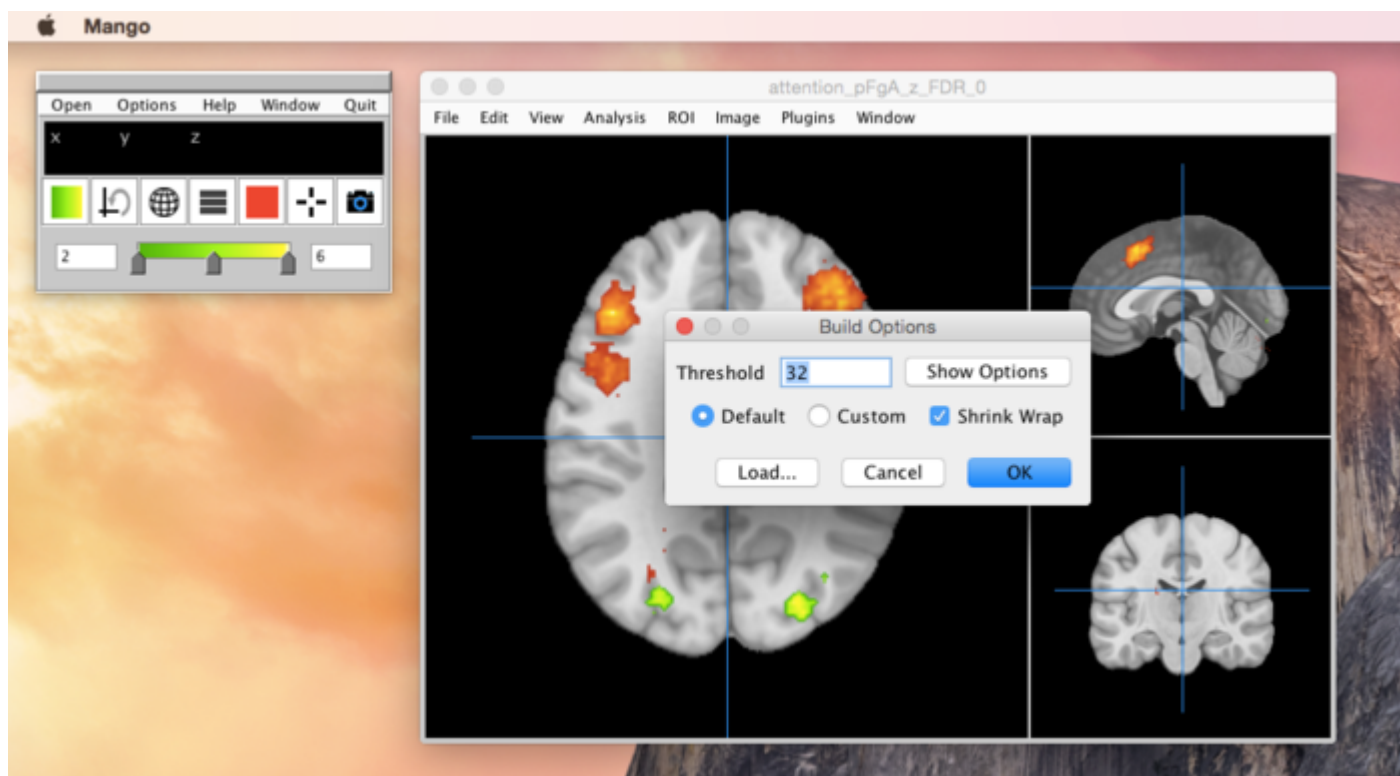 Mango
Open Options Help Window Quit
x y z
2 6
attention_pFgA_z_FDR_0
File Edit View Analysis ROI Image Plugins Window
Build Options
Threshold 32 Show Options
Default Custom Shrink Wrap
Load... Cancel OK